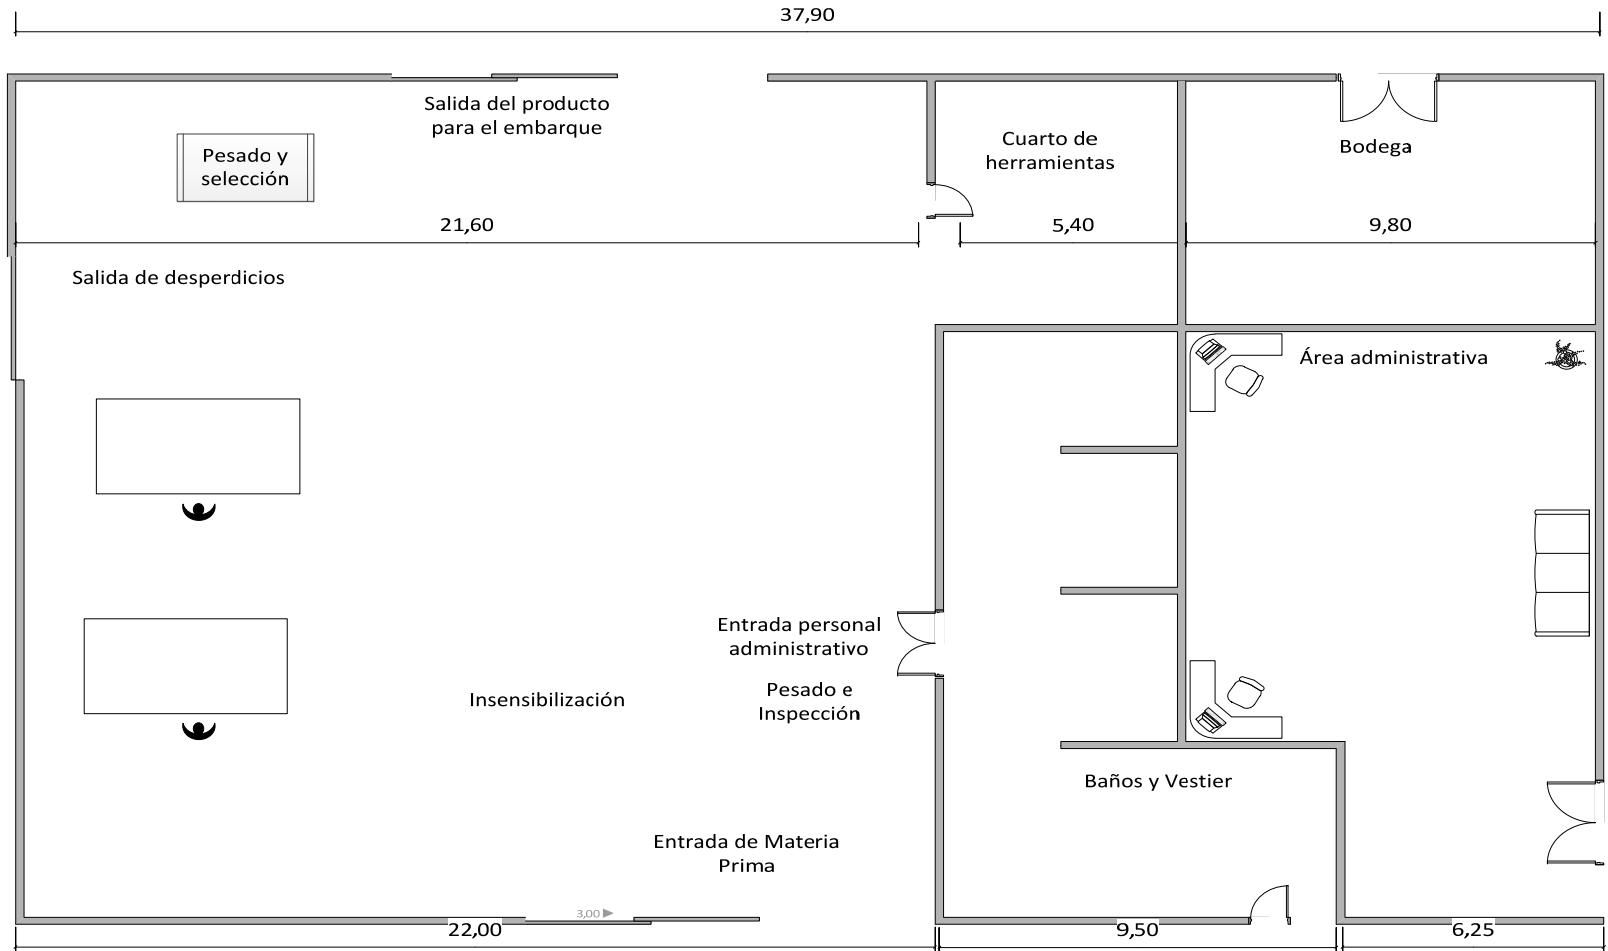 37,90
Salida del producto
para el embarque
Cuarto de
herramientas
Bodega
Pesado y
selección
21,60
5,40
9,80
Salida de desperdicios
Área administrativa
Entrada personal
administrativo
Pesado e
Inspección
Insensibilización
Baños y Vestier
Entrada de Materia
Prima
3,00
22,00
9,50
6,25